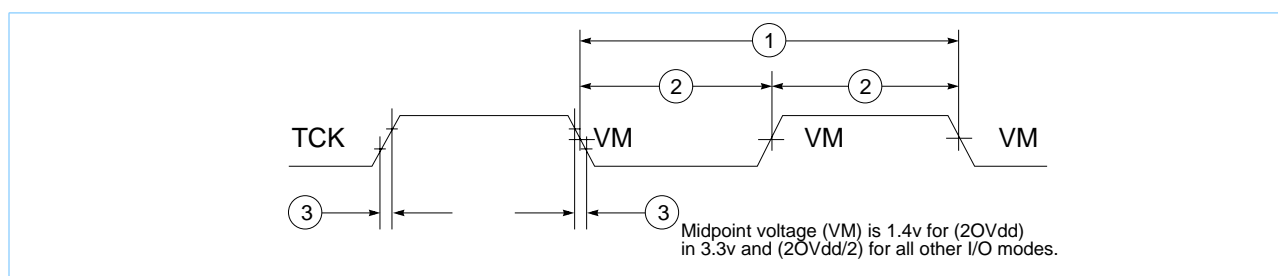 1
2 2
TCK VM VM VM
3 3
Midpoint voltage (VM) is 1.4v for (2OVdd)
in 3.3v and (2OVdd/2) for all other I/O modes.